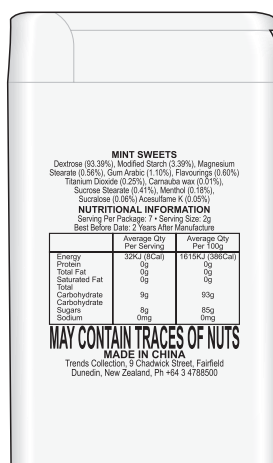 MINT SWEETS
Dextrose (93.39%), Modified Starch (3.39%), Magnesium
Stearate (0.56%), Gum Arabic (1.10%), Flavourings (0.60%)
Titanium Dioxide (0.25%), Carnauba wax (0.01%),
Sucrose Stearate (0.41%), Menthol (0.18%),
Sucralose (0.06%) Acesulfame K (0.05%)
NUTRITIONAL INFORMATION
Serving Per Package: 7 • Serving Size: 2g
Best Before Date: 2 Years After Manufacture
Average Qty Per Serving Average Qty Per 100g
Energy 32KJ (8Cal) 1615KJ (386Cal)
Protein 0g 0g
Total Fat 0g 0g
Saturated Fat 0g 0g
Total
Carbohydrate 9g 93g
Carbohydrate
Sugars 8g 85g
Sodium 0mg 0mg
MAY CONTAIN TRACES OF NUTS
MADE IN CHINA
Trends Collection, 9 Chadwick Street, Fairfield
Dunedin, New Zealand, Ph +64 3 4788500